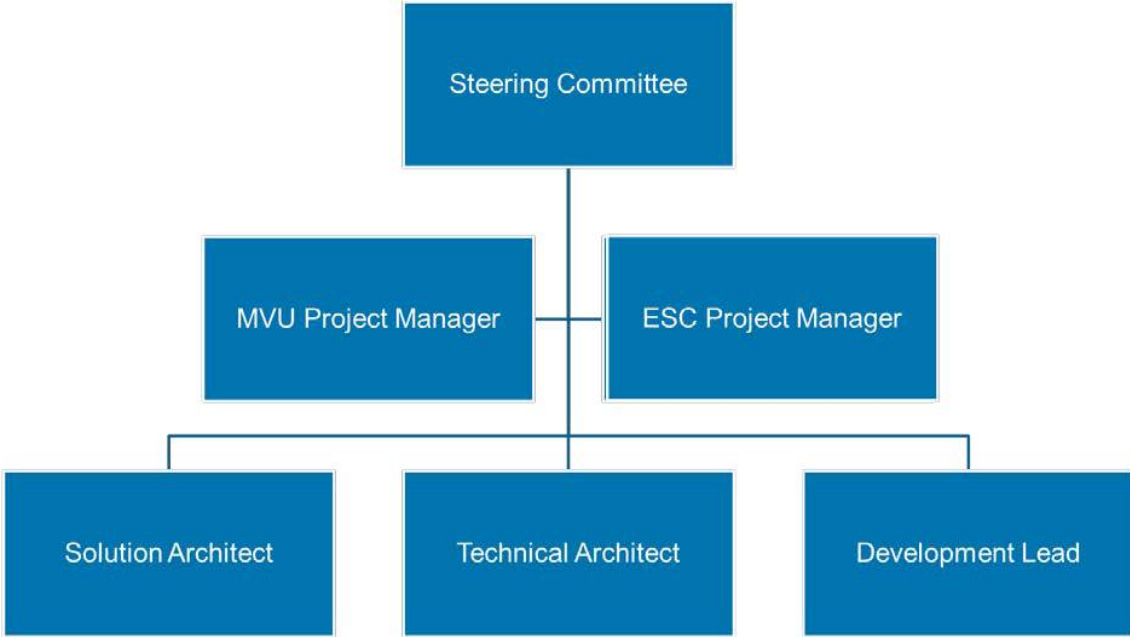 Steering Committee
MVU Project Manager
ESC Project Manager
Solution Architect
Technical Architect
Development Lead